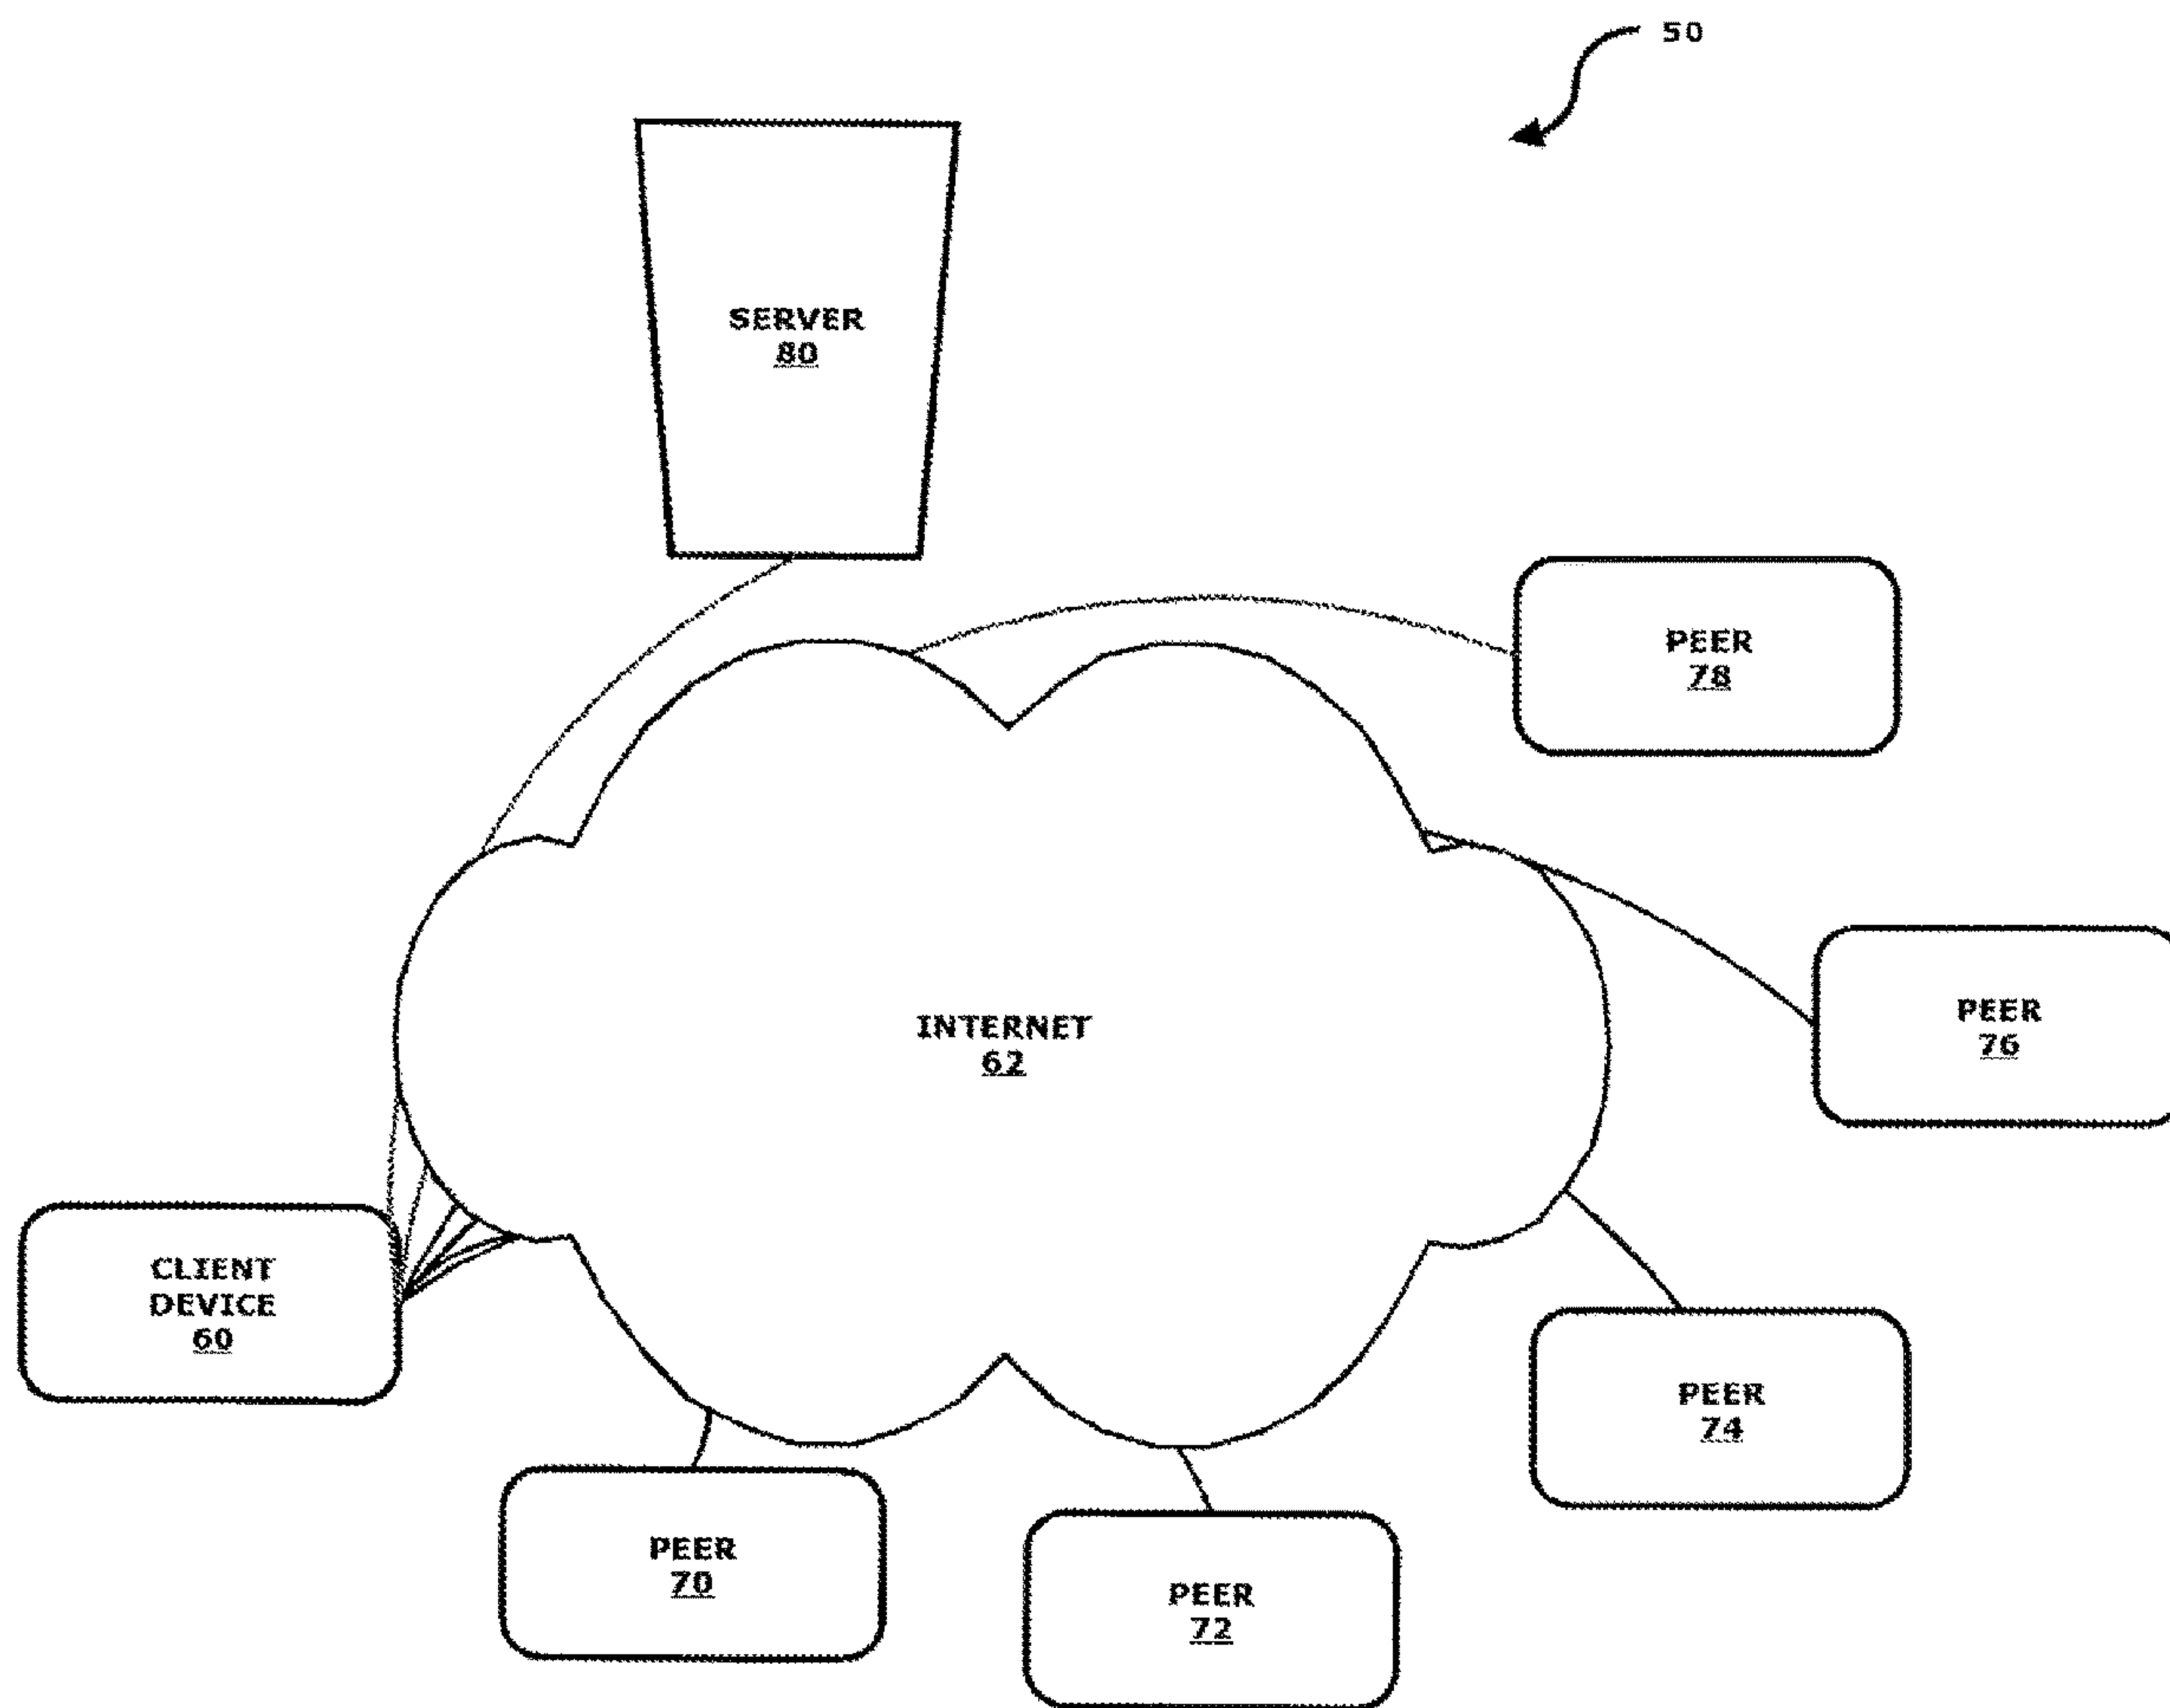 50
SERVER
80
PEER
78
INTERNET
62
PEER
76
CLIENT
DEVICE
60
PEER
74
PEER
70
PEER
72